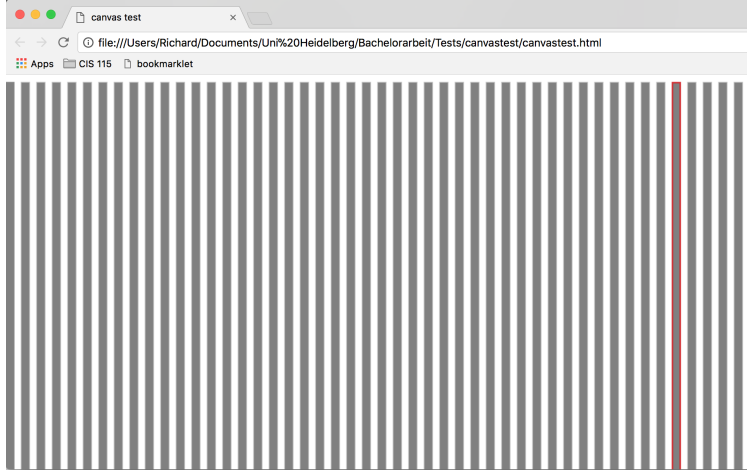 canvas test
file:///Users/Richard/Documents/Uni%20Heidelberg/Bachelorarbeit/Tests/canvastest/canvastest.html
Apps CIS 115 bookmarklet